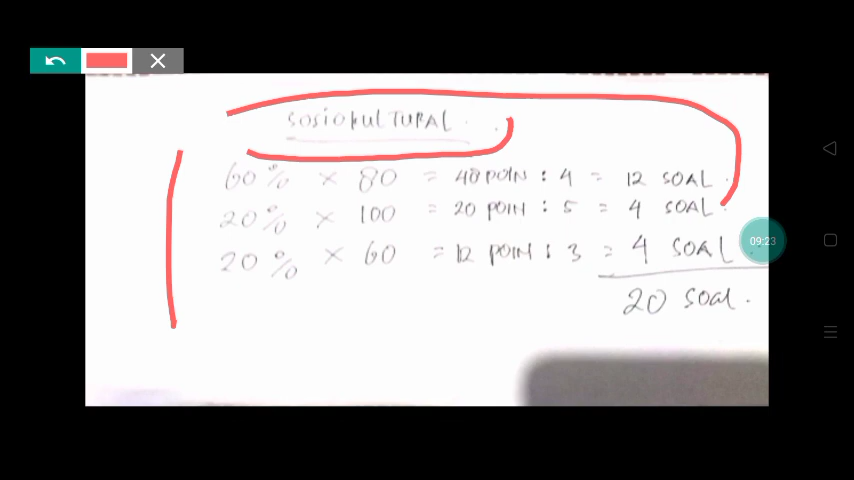 SOSIOKULTURAL.
60% × 80 = 48 POIN : 4 = 12 SOAL.
20% × 100 = 20 POIN : 5 = 4 SOAL.
20% × 60 = 12 POIN : 3 = 4 SOAL
09:23
20 Soal.